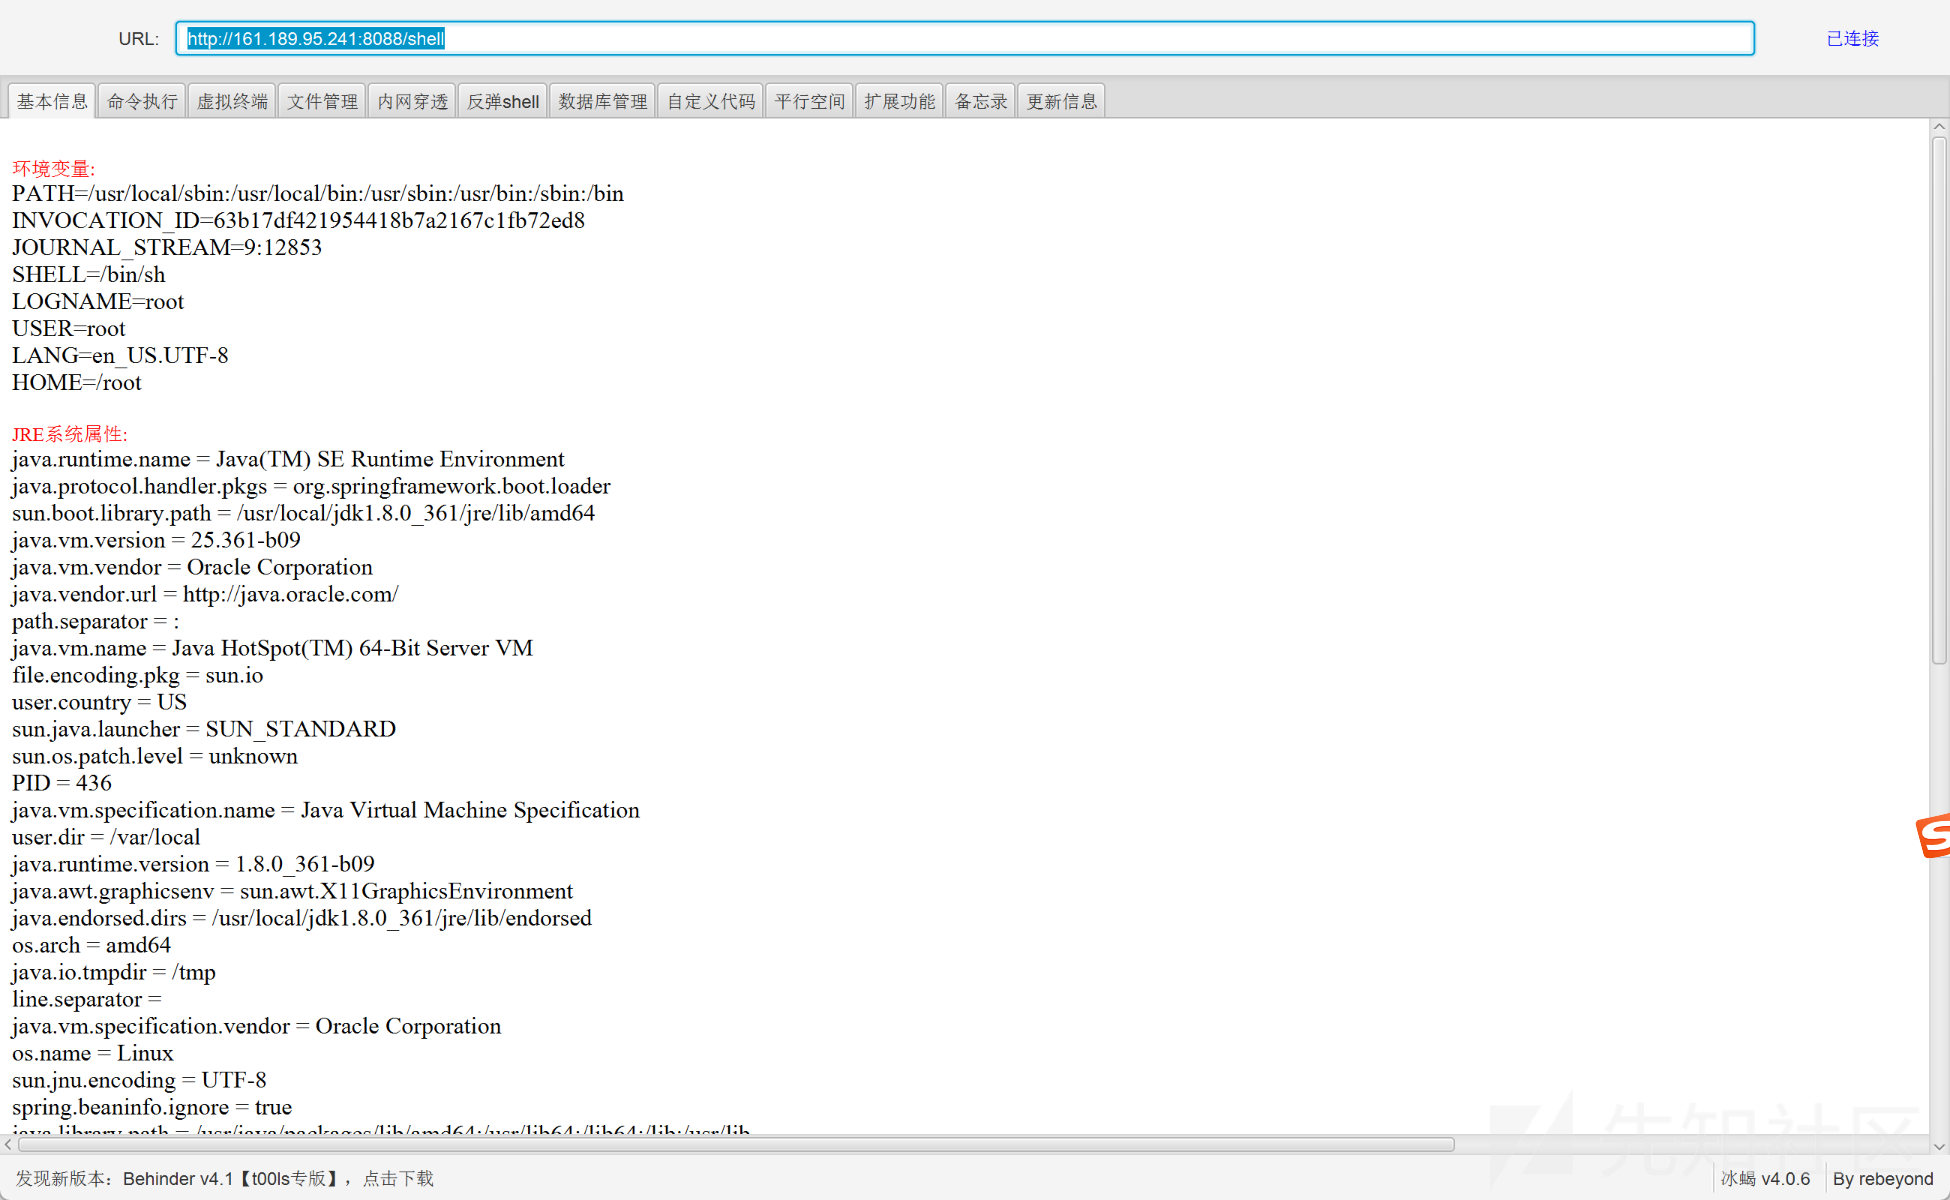 URL: http://161.189.95.241:8088/shell 已连接
基本信息 命令执行 虚拟终端 文件管理 内网穿透 反弹shell 数据库管理 自定义代码 平行空间 扩展功能 备忘录 更新信息
环境变量:
PATH=/usr/local/sbin:/usr/local/bin:/usr/sbin:/usr/bin:/sbin:/bin
INVOCATION_ID=63b17df421954418b7a2167c1fb72ed8
JOURNAL_STREAM=9:12853
SHELL=/bin/sh
LOGNAME=root
USER=root
LANG=en_US.UTF-8
HOME=/root
JRE系统属性:
java.runtime.name = Java(TM) SE Runtime Environment
java.protocol.handler.pkgs = org.springframework.boot.loader
sun.boot.library.path = /usr/local/jdk1.8.0_361/jre/lib/amd64
java.vm.version = 25.361-b09
java.vm.vendor = Oracle Corporation
java.vendor.url = http://java.oracle.com/
path.separator = :
java.vm.name = Java HotSpot(TM) 64-Bit Server VM
file.encoding.pkg = sun.io
user.country = US
sun.java.launcher = SUN_STANDARD
sun.os.patch.level = unknown
PID = 436
java.vm.specification.name = Java Virtual Machine Specification
user.dir = /var/local
java.runtime.version = 1.8.0_361-b09
java.awt.graphicsenv = sun.awt.X11GraphicsEnvironment
java.endorsed.dirs = /usr/local/jdk1.8.0_361/jre/lib/endorsed
os.arch = amd64
java.io.tmpdir = /tmp
line.separator =
java.vm.specification.vendor = Oracle Corporation
os.name = Linux
sun.jnu.encoding = UTF-8
spring.beaninfo.ignore = true
java.library.path = /usr/java/packages/lib/amd64:/usr/lib64:/lib64:/lib:/usr/lib
先知社区
发现新版本：Behinder v4.1【t00ls专版】，点击下载 冰蝎 v4.0.6 By rebeyond